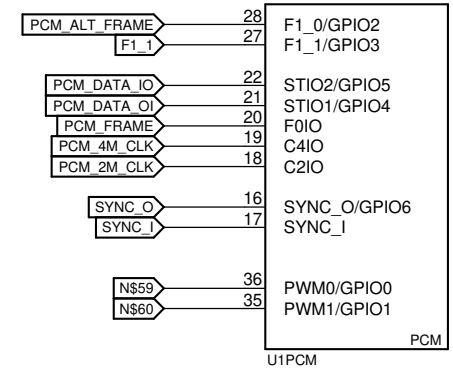 PCM_ALT_FRAME 28 F1_0/GPIO2
F1_1 27 F1_1/GPIO3
PCM_DATA_IO 22 STIO2/GPIO5
PCM_DATA_OI 21 STIO1/GPIO4
PCM_FRAME 20 F0IO
PCM_4M_CLK 19 C4IO
PCM_2M_CLK 18 C2IO
SYNC_O 16 SYNC_O/GPIO6
SYNC_I 17 SYNC_I
N$59 36 PWM0/GPIO0
N$60 35 PWM1/GPIO1
PCM
U1PCM